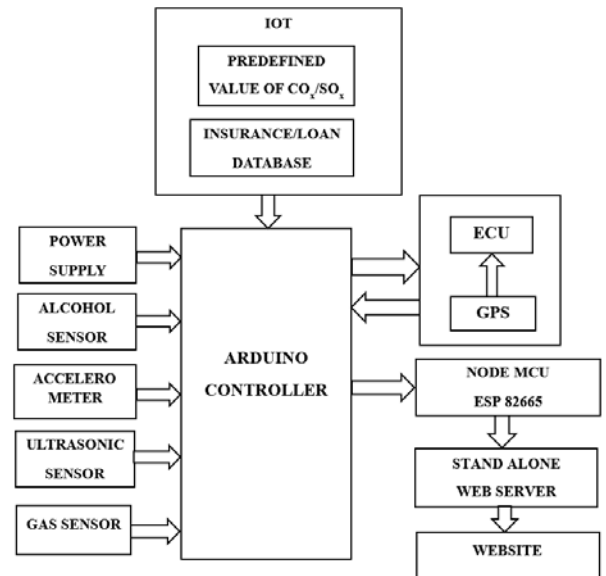 IOT
PREDEFINED
VALUE OF COx/SOx
INSURANCE/LOAN
DATABASE
POWER
SUPPLY
ALCOHOL
SENSOR
ACCELERO
METER
ULTRASONIC
SENSOR
GAS SENSOR
ARDUINO
CONTROLLER
ECU
GPS
NODE MCU
ESP 82665
STAND ALONE
WEB SERVER
WEBSITE